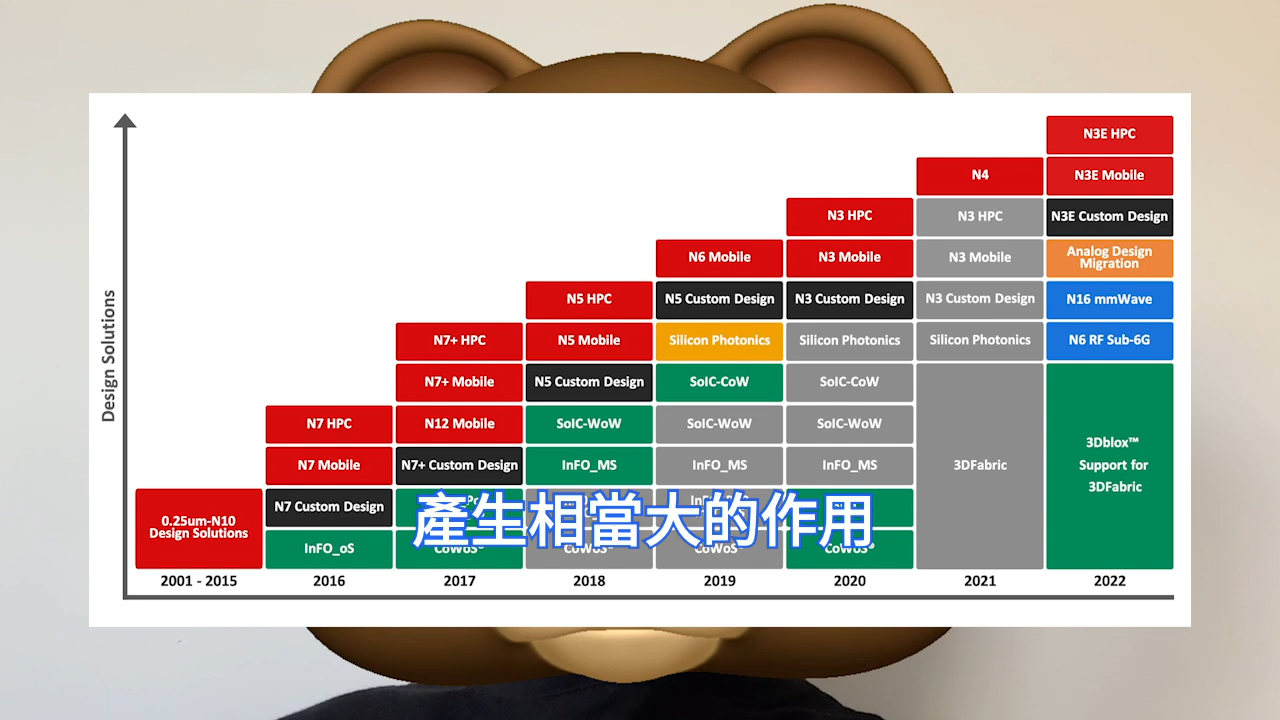 N3E HPC
N4
N3E Mobile
N3 HPC
N3 HPC
N3E Custom Design
N6 Mobile
N3 Mobile
N3 Mobile
Analog Design
Migration
N5 HPC
N5 Custom Design
N3 Custom Design
N3 Custom Design
N16 mmWave
N7+ HPC
N5 Mobile
Silicon Photonics
Silicon Photonics
Silicon Photonics
N6 RF Sub-6G
N7+ Mobile
N5 Custom Design
SoIC-CoW
SoIC-CoW
N7 HPC
N12 Mobile
SoIC-WoW
SoIC-WoW
SoIC-WoW
N7 Mobile
N7+ Custom Design
InFO_MS
InFO_MS
InFO_MS
3DFabric
3Dblox™
Support for
3DFabric
0.25um-N10
Design Solutions
N7 Custom Design
InFO_oS
CoWoS®
CoWoS®
CoWoS®
CoWoS®
產生相當大的作用
2001 - 2015
2016
2017
2018
2019
2020
2021
2022
Design Solutions